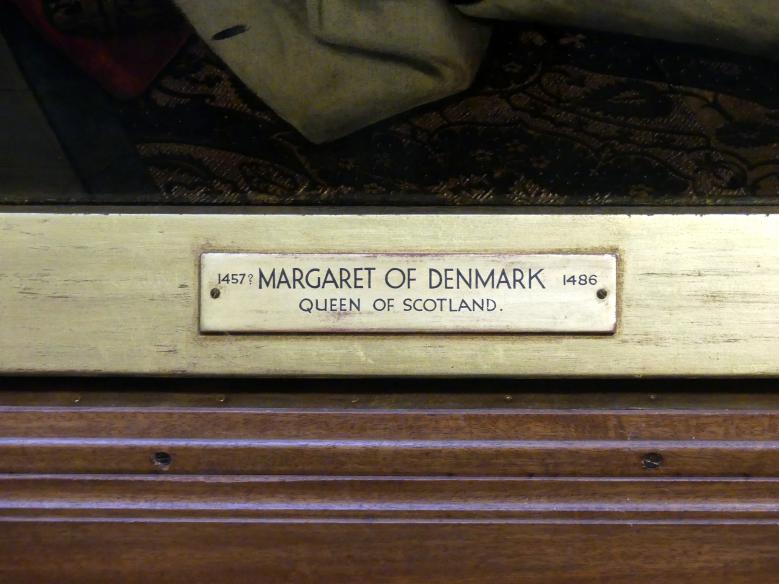 1457? MARGARET OF DENMARK 1486
QUEEN OF SCOTLAND.